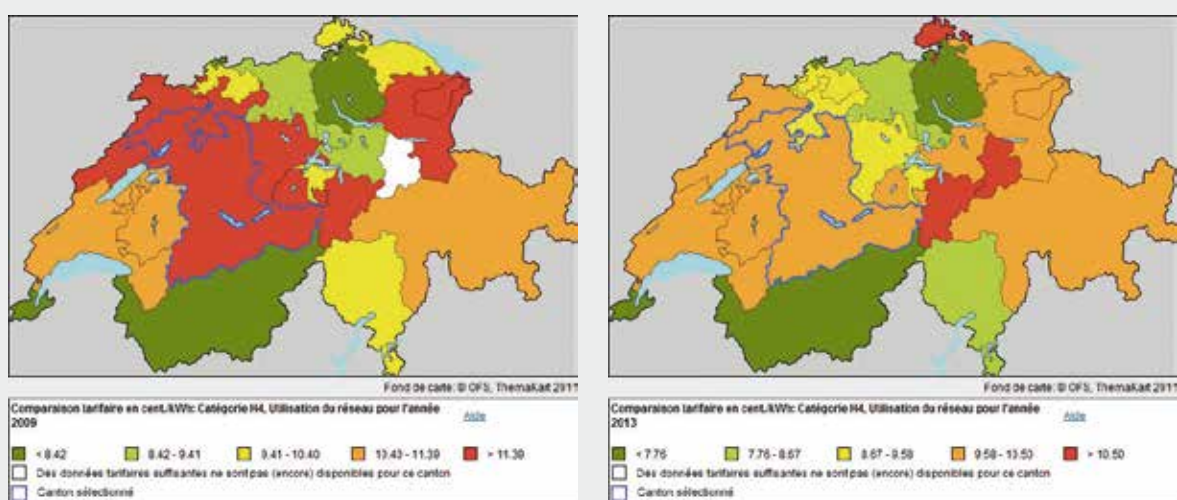 Fond de carte: © OFS, ThemaKart 2011
Comparaison tarifaire en cent./kWh: Catégorie H4, Utilisation du réseau pour l'année
2009
Aide
< 8.42
8.42 - 9.41
9.41 - 10.40
10.40 - 11.39
> 11.39
Des données tarifaires suffisantes ne sont pas (encore) disponibles pour ce canton
Canton sélectionné
Fond de carte: © OFS, ThemaKart 2011
Comparaison tarifaire en cent./kWh: Catégorie H4, Utilisation du réseau pour l'année
2013
Aide
< 7.76
7.76 - 8.67
8.67 - 9.58
9.58 - 10.50
> 10.50
Des données tarifaires suffisantes ne sont pas (encore) disponibles pour ce canton
Canton sélectionné